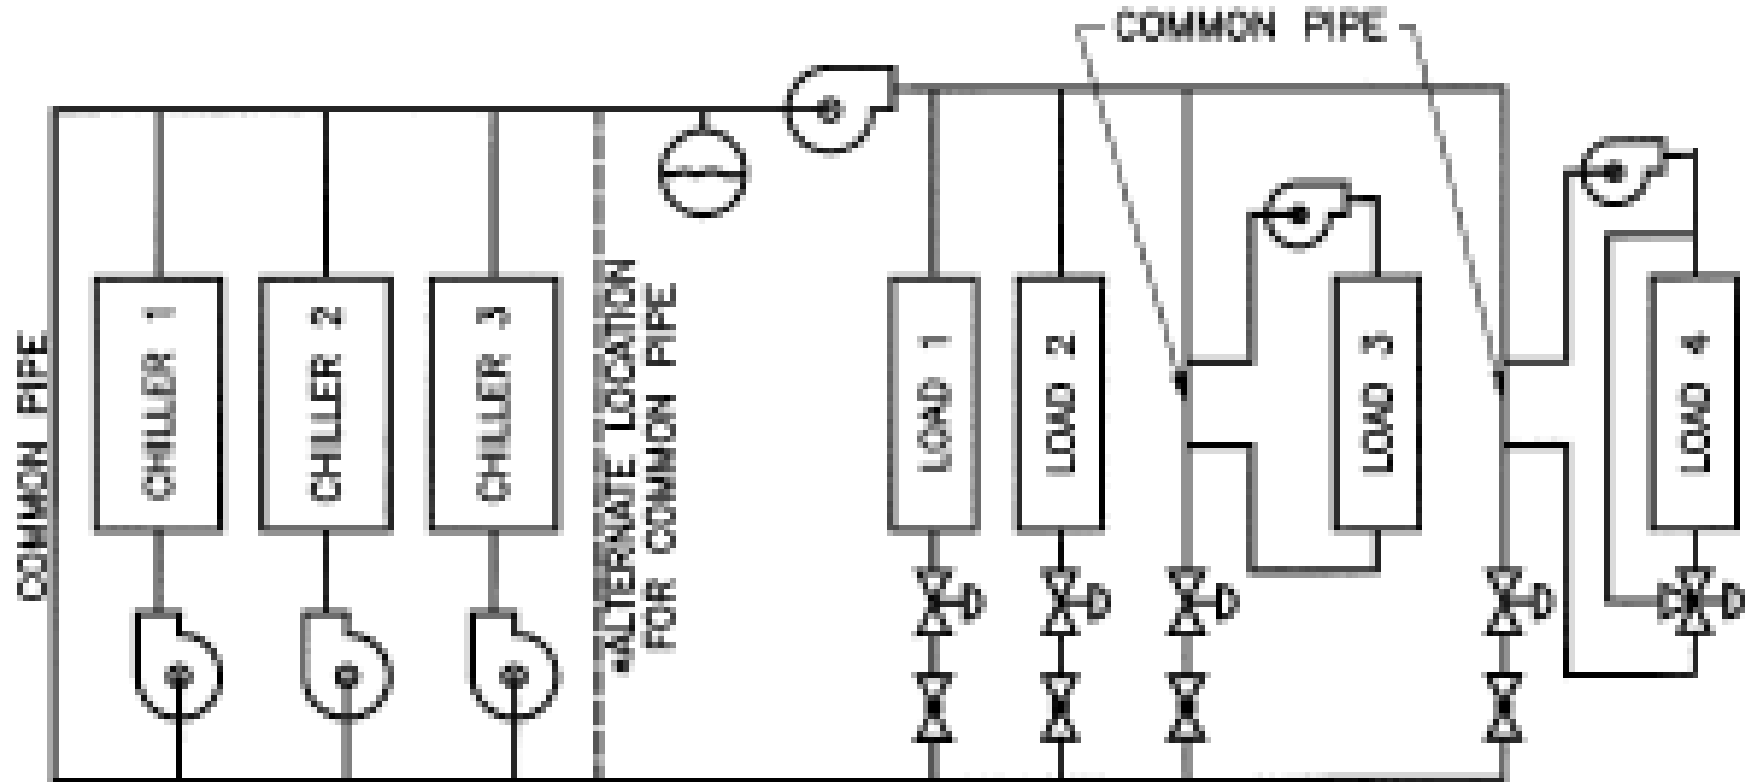 COMMON PIPE
COMMON PIPE
CHILLER 1
CHILLER 2
CHILLER 3
*ALTERNATE LOCATION
FOR COMMON PIPE
LOAD 1
LOAD 2
LOAD 3
LOAD 4